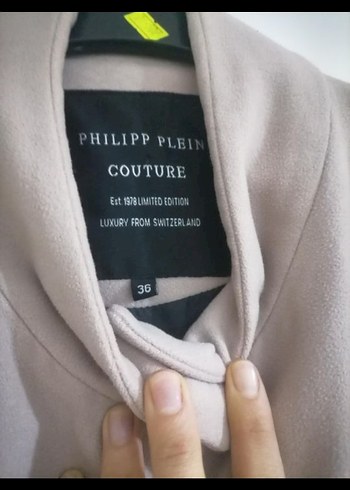 PHILIPP PLEIN
COUTURE
Est 1978 LIMITED EDITION
LUXURY FROM SWITZERLAND
36